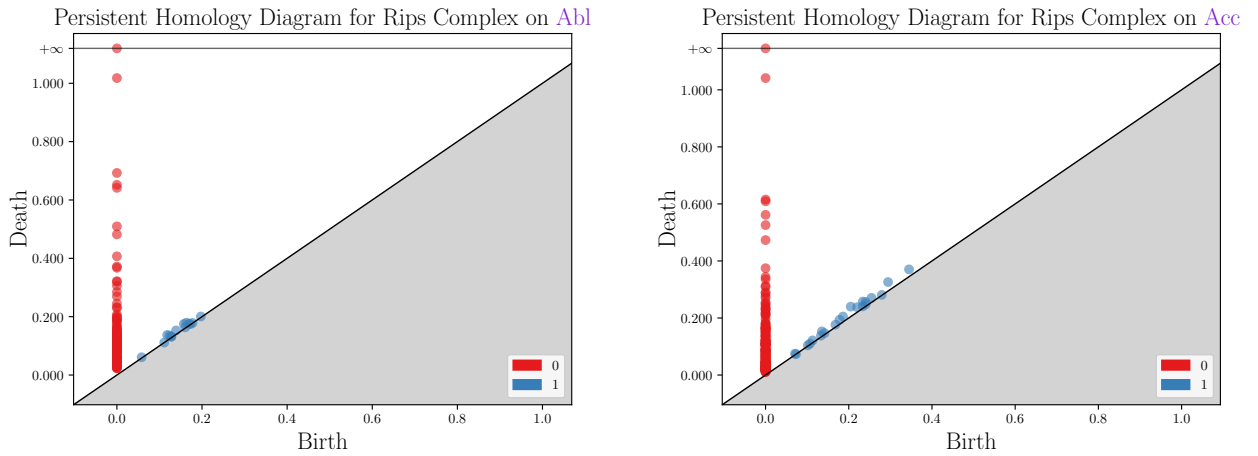 Persistent Homology Diagram for Rips Complex on Abl
+∞
1.000
0.800
0.600
0.400
0.200
0.000
Death
0.0 0.2 0.4 0.6 0.8 1.0
Birth
0
1
Persistent Homology Diagram for Rips Complex on Acc
+∞
1.000
0.800
0.600
0.400
0.200
0.000
Death
0.0 0.2 0.4 0.6 0.8 1.0
Birth
0
1